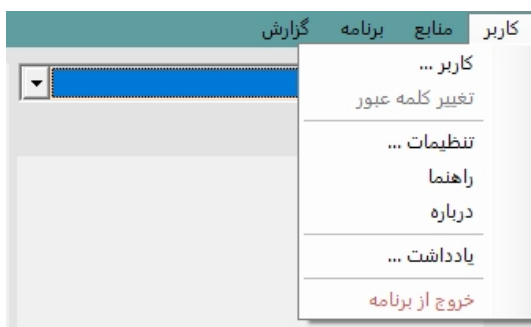 کاربر منابع برنامه گزارش
کاربر ...
تغییر کلمه عبور
تنظیمات ...
راهنما
درباره
یادداشت ...
خروج از برنامه